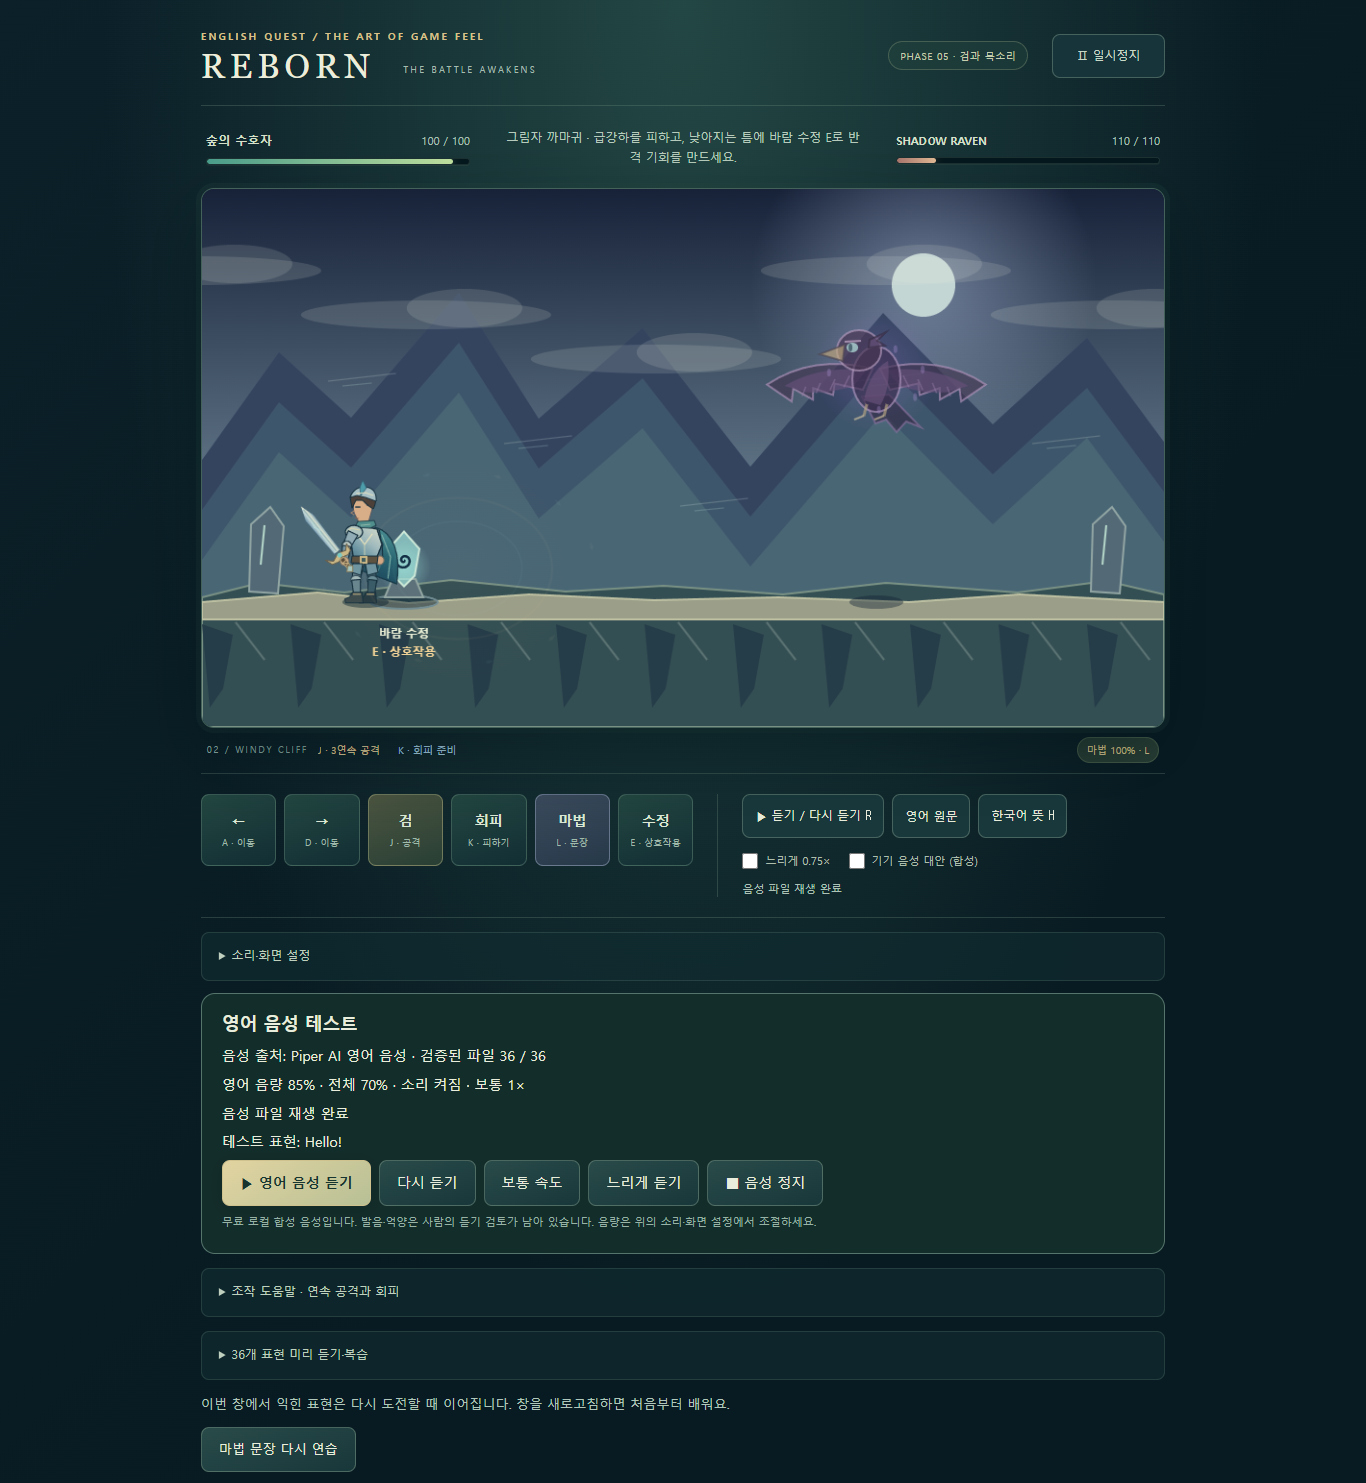 ENGLISH QUEST / THE ART OF GAME FEEL
REBORN THE BATTLE AWAKENS
PHASE 05 · 검과 목소리
Ⅱ 일시정지
숲의 수호자 100 / 100
그림자 까마귀 · 급강하를 피하고, 낮아지는 틈에 바람 수정 E로 반
격 기회를 만드세요.
SHADOW RAVEN 110 / 110
바람 수정
E · 상호작용
02 / WINDY CLIFF J · 3연속 공격 K · 회피 준비
마법 100% · L
← → 검 회피 마법 수정
A · 이동 D · 이동 J · 공격 K · 피하기 L · 문장 E · 상호작용
▶ 듣기 / 다시 듣기 R 영어 원문 한국어 뜻 H
느리게 0.75× 기기 음성 대안 (합성)
음성 파일 재생 완료
▶ 소리·화면 설정
영어 음성 테스트
음성 출처: Piper AI 영어 음성 · 검증된 파일 36 / 36
영어 음량 85% · 전체 70% · 소리 켜짐 · 보통 1×
음성 파일 재생 완료
테스트 표현: Hello!
▶ 영어 음성 듣기 다시 듣기 보통 속도 느리게 듣기 ■ 음성 정지
무료 로컬 합성 음성입니다. 발음·억양은 사람의 듣기 검토가 남아 있습니다. 음량은 위의 소리·화면 설정에서 조절하세요.
▶ 조작 도움말 · 연속 공격과 회피
▶ 36개 표현 미리 듣기·복습
이번 창에서 익힌 표현은 다시 도전할 때 이어집니다. 창을 새로고침하면 처음부터 배워요.
마법 문장 다시 연습